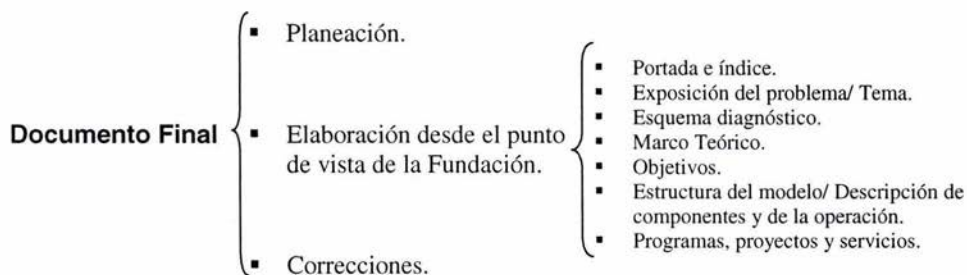 Documento Final
▪ Planeación.
▪ Elaboración desde el punto
de vista de la Fundación.
▪ Portada e índice.
▪ Exposición del problema/ Tema.
▪ Esquema diagnóstico.
▪ Marco Teórico.
▪ Objetivos.
▪ Estructura del modelo/ Descripción de
componentes y de la operación.
▪ Programas, proyectos y servicios.
▪ Correcciones.